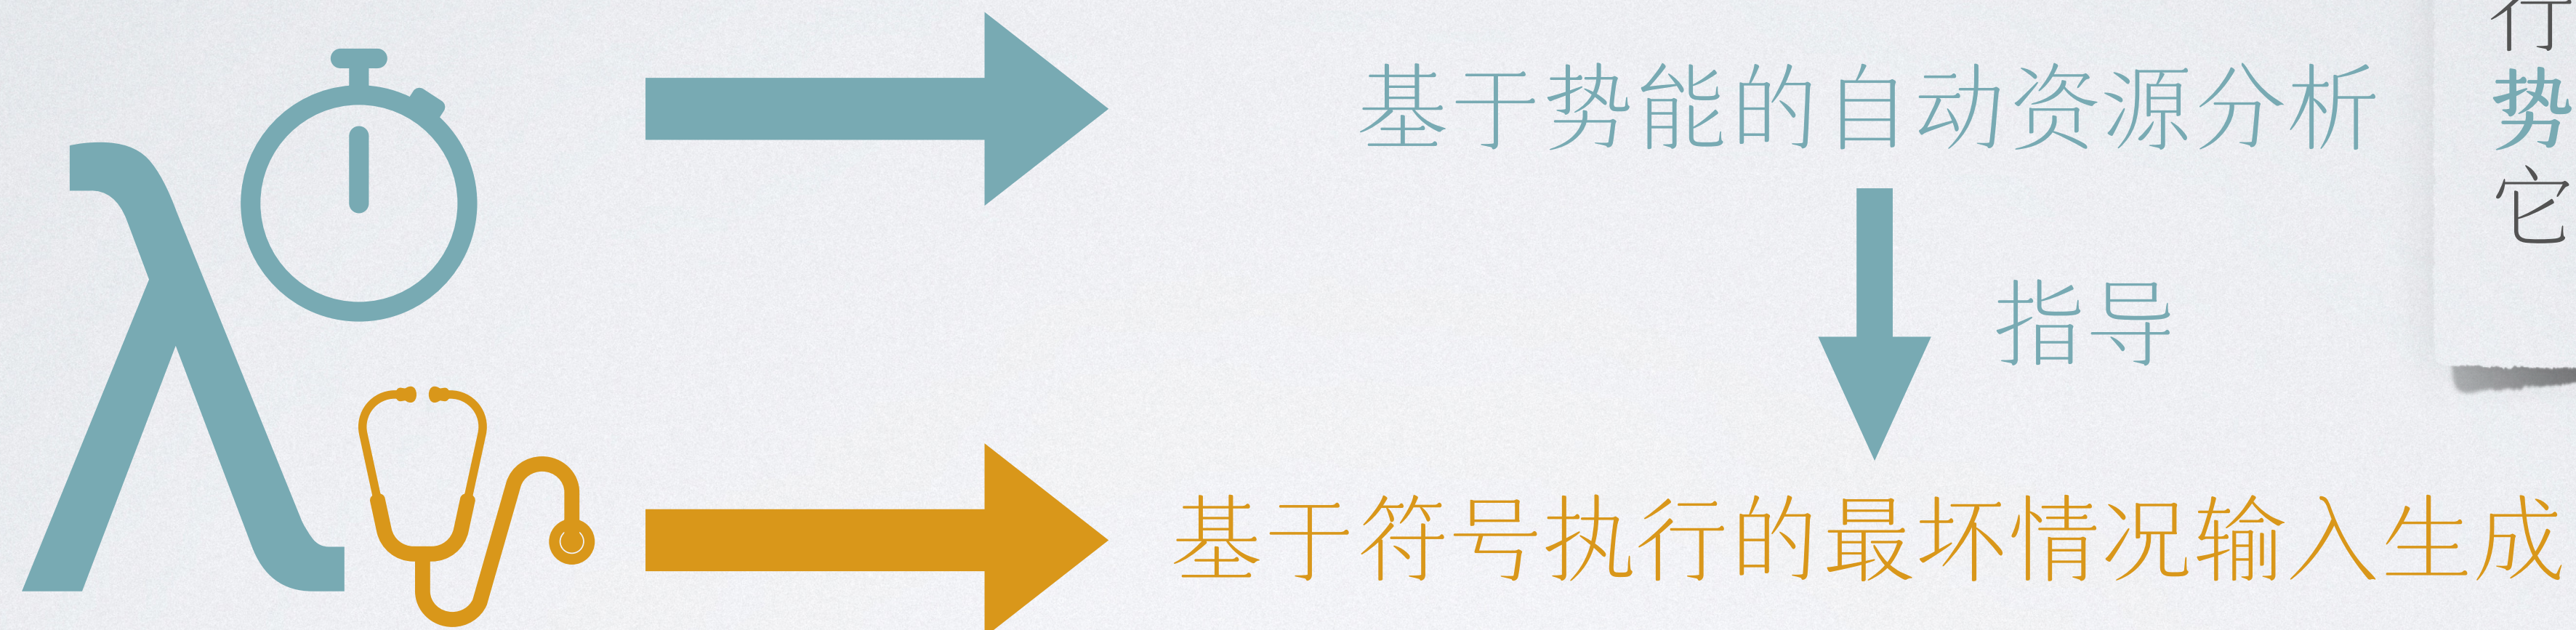 λ
基于势能的自动资源分析
指导
基于符号执行的最坏情况输入生成
行
势
它